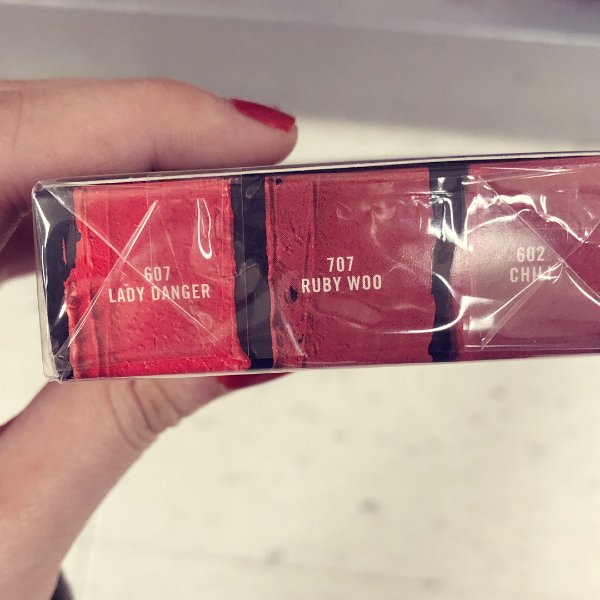 607
LADY DANGER
707
RUBY WOO
602
CHILI